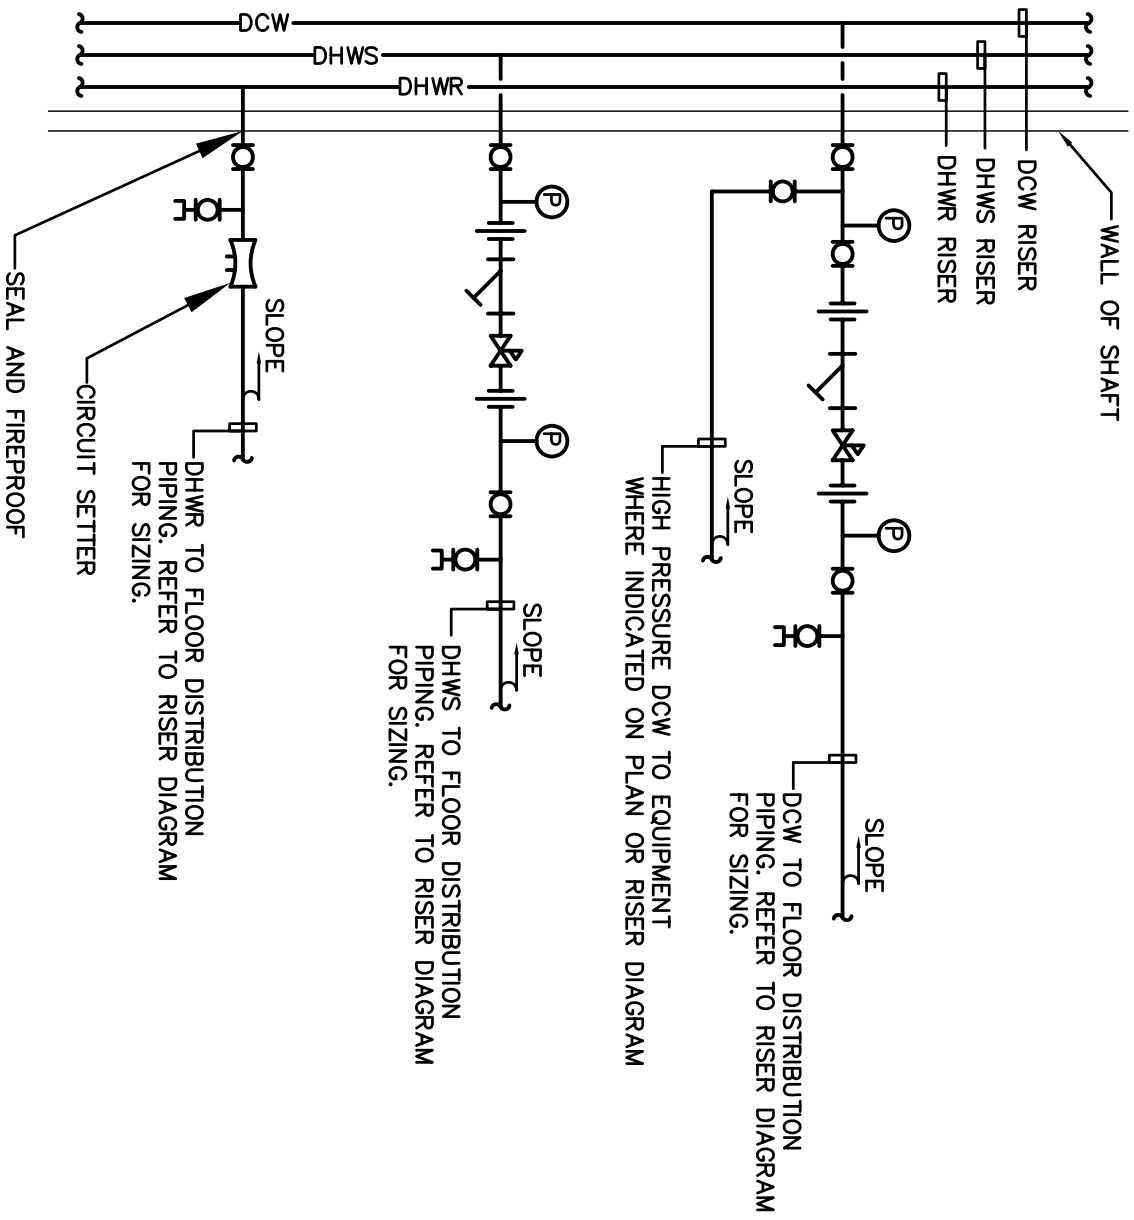 DCW
DHWS
DHWR
WALL OF SHAFT
DCW RISER
DHWS RISER
DHWR RISER
P
P
SLOPE
DCW TO FLOOR DISTRIBUTION
PIPING. REFER TO RISER DIAGRAM
FOR SIZING.
SLOPE
HIGH PRESSURE DCW TO EQUIPMENT
WHERE INDICATED ON PLAN OR RISER DIAGRAM
P
P
SLOPE
DHWS TO FLOOR DISTRIBUTION
PIPING. REFER TO RISER DIAGRAM
FOR SIZING.
SLOPE
DHWR TO FLOOR DISTRIBUTION
PIPING. REFER TO RISER DIAGRAM
FOR SIZING.
CIRCUIT SETTER
SEAL AND FIREPROOF